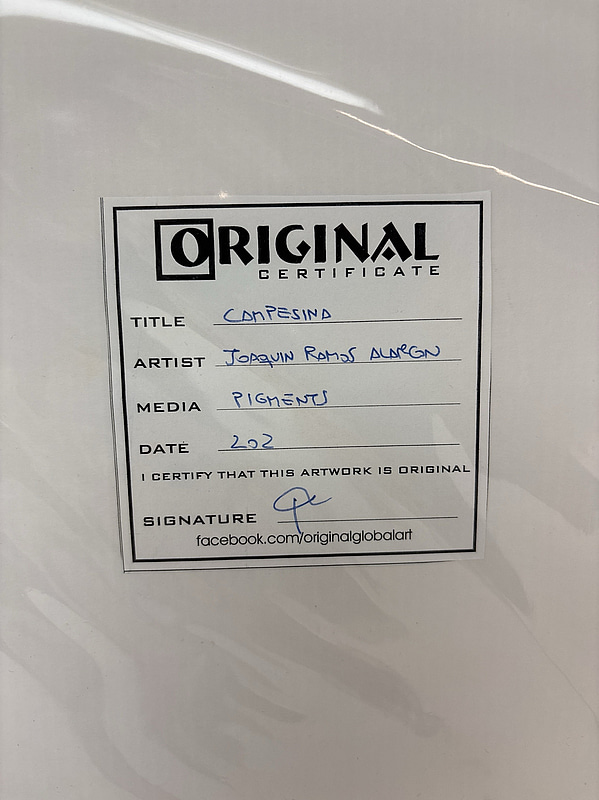 ORIGINAL
CERTIFICATE
TITLE CAMPESINA
ARTIST JOAQUIN RAMOS ALARCON
MEDIA PIGMENTS
DATE 202
I CERTIFY THAT THIS ARTWORK IS ORIGINAL
SIGNATURE
facebook.com/originalglobalart